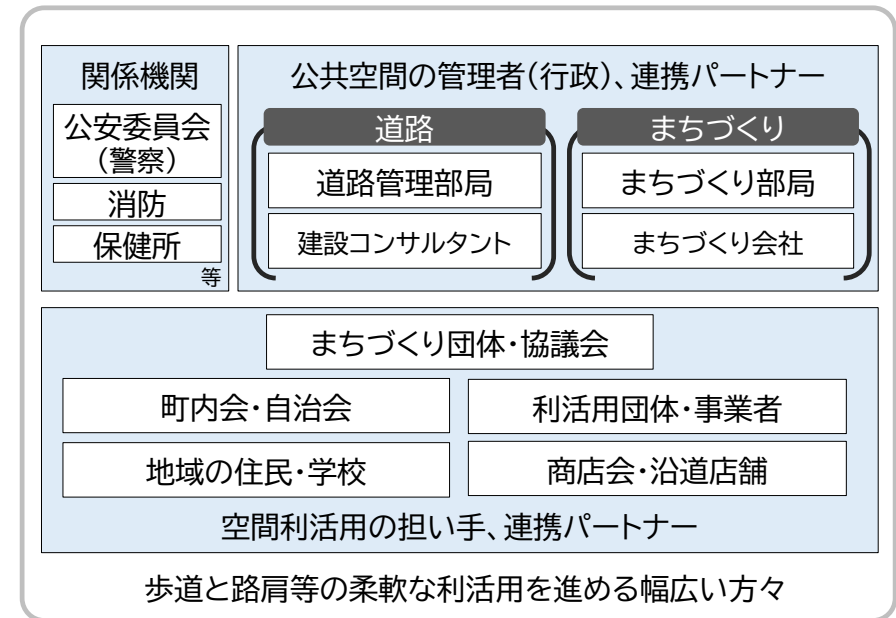 関係機関
公安委員会
（警察）
消防
保健所
等
公共空間の管理者（行政）、連携パートナー
道路
道路管理部局
建設コンサルタント
まちづくり
まちづくり部局
まちづくり会社
まちづくり団体・協議会
町内会・自治会
利活用団体・事業者
地域の住民・学校
商店会・沿道店舗
空間利活用の担い手、連携パートナー
歩道と路肩等の柔軟な利活用を進める幅広い方々